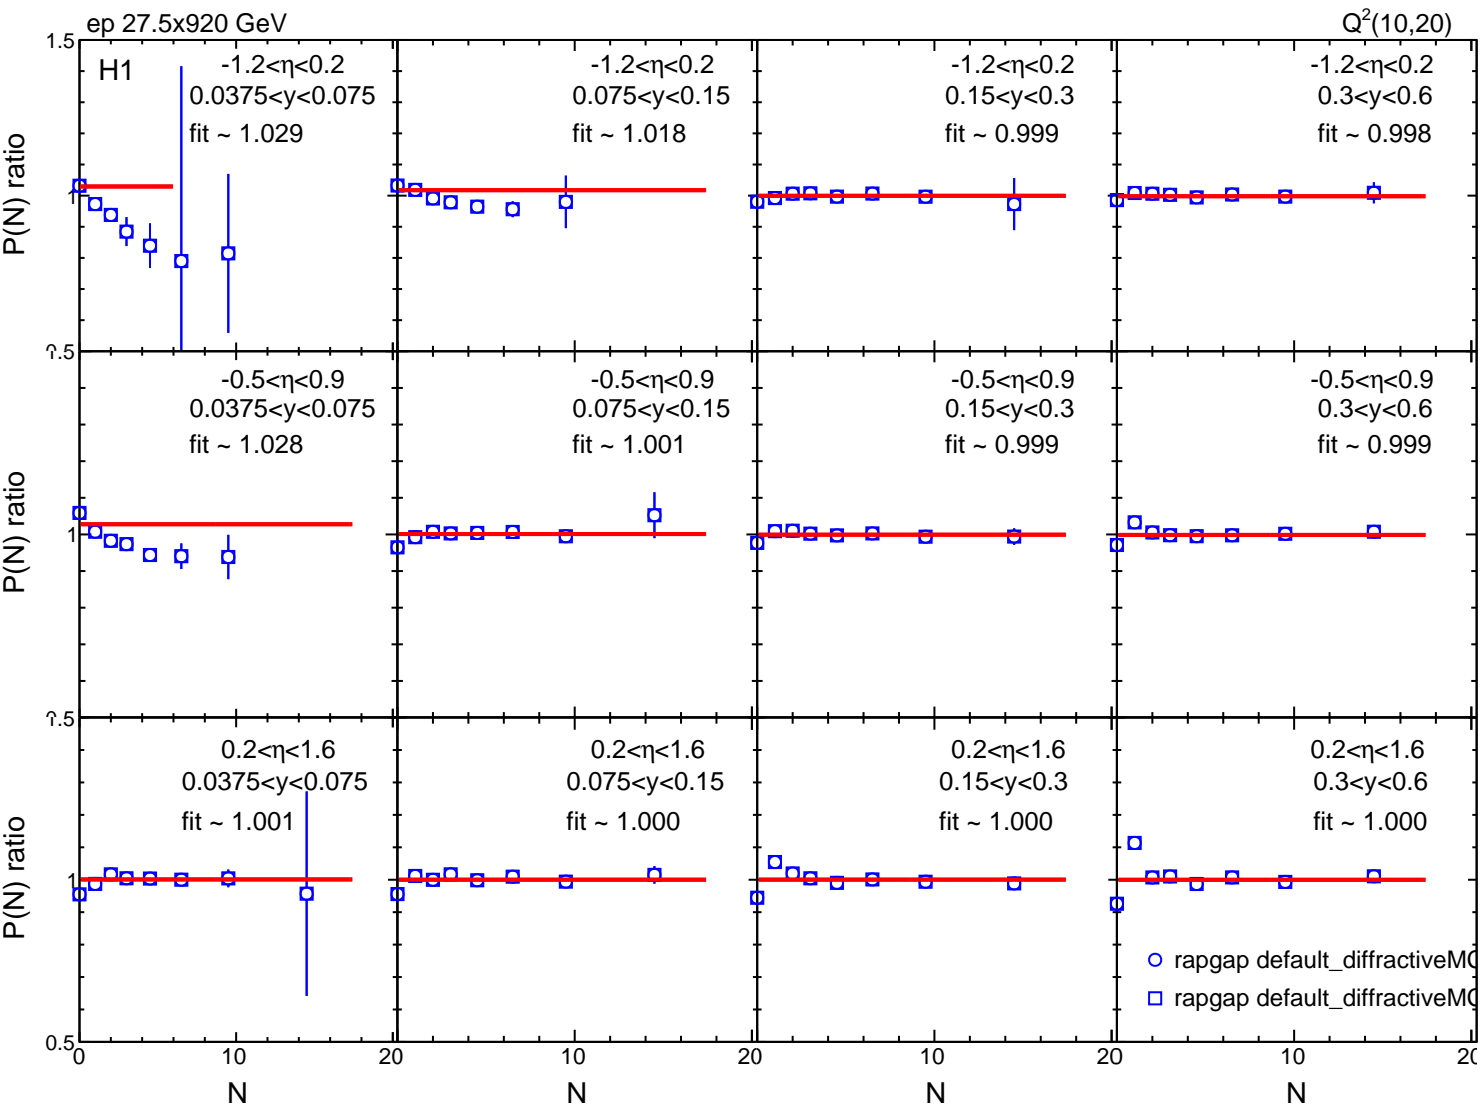 ep 27.5x920 GeV
Q²(10,20)
1.5
H1
-1.2<η<0.2
0.0375<y<0.075
fit ~ 1.029
-1.2<η<0.2
0.075<y<0.15
fit ~ 1.018
-1.2<η<0.2
0.15<y<0.3
fit ~ 0.999
-1.2<η<0.2
0.3<y<0.6
fit ~ 0.998
P(N) ratio
1
-0.5<η<0.9
0.0375<y<0.075
fit ~ 1.028
-0.5<η<0.9
0.075<y<0.15
fit ~ 1.001
-0.5<η<0.9
0.15<y<0.3
fit ~ 0.999
-0.5<η<0.9
0.3<y<0.6
fit ~ 0.999
P(N) ratio
1
0.2<η<1.6
0.0375<y<0.075
fit ~ 1.001
0.2<η<1.6
0.075<y<0.15
fit ~ 1.000
0.2<η<1.6
0.15<y<0.3
fit ~ 1.000
0.2<η<1.6
0.3<y<0.6
fit ~ 1.000
P(N) ratio
1
rapgap default_diffractiveM
rapgap default_diffractiveM
0.5
0 10 20 10 20 10 20 10 20
N N N N